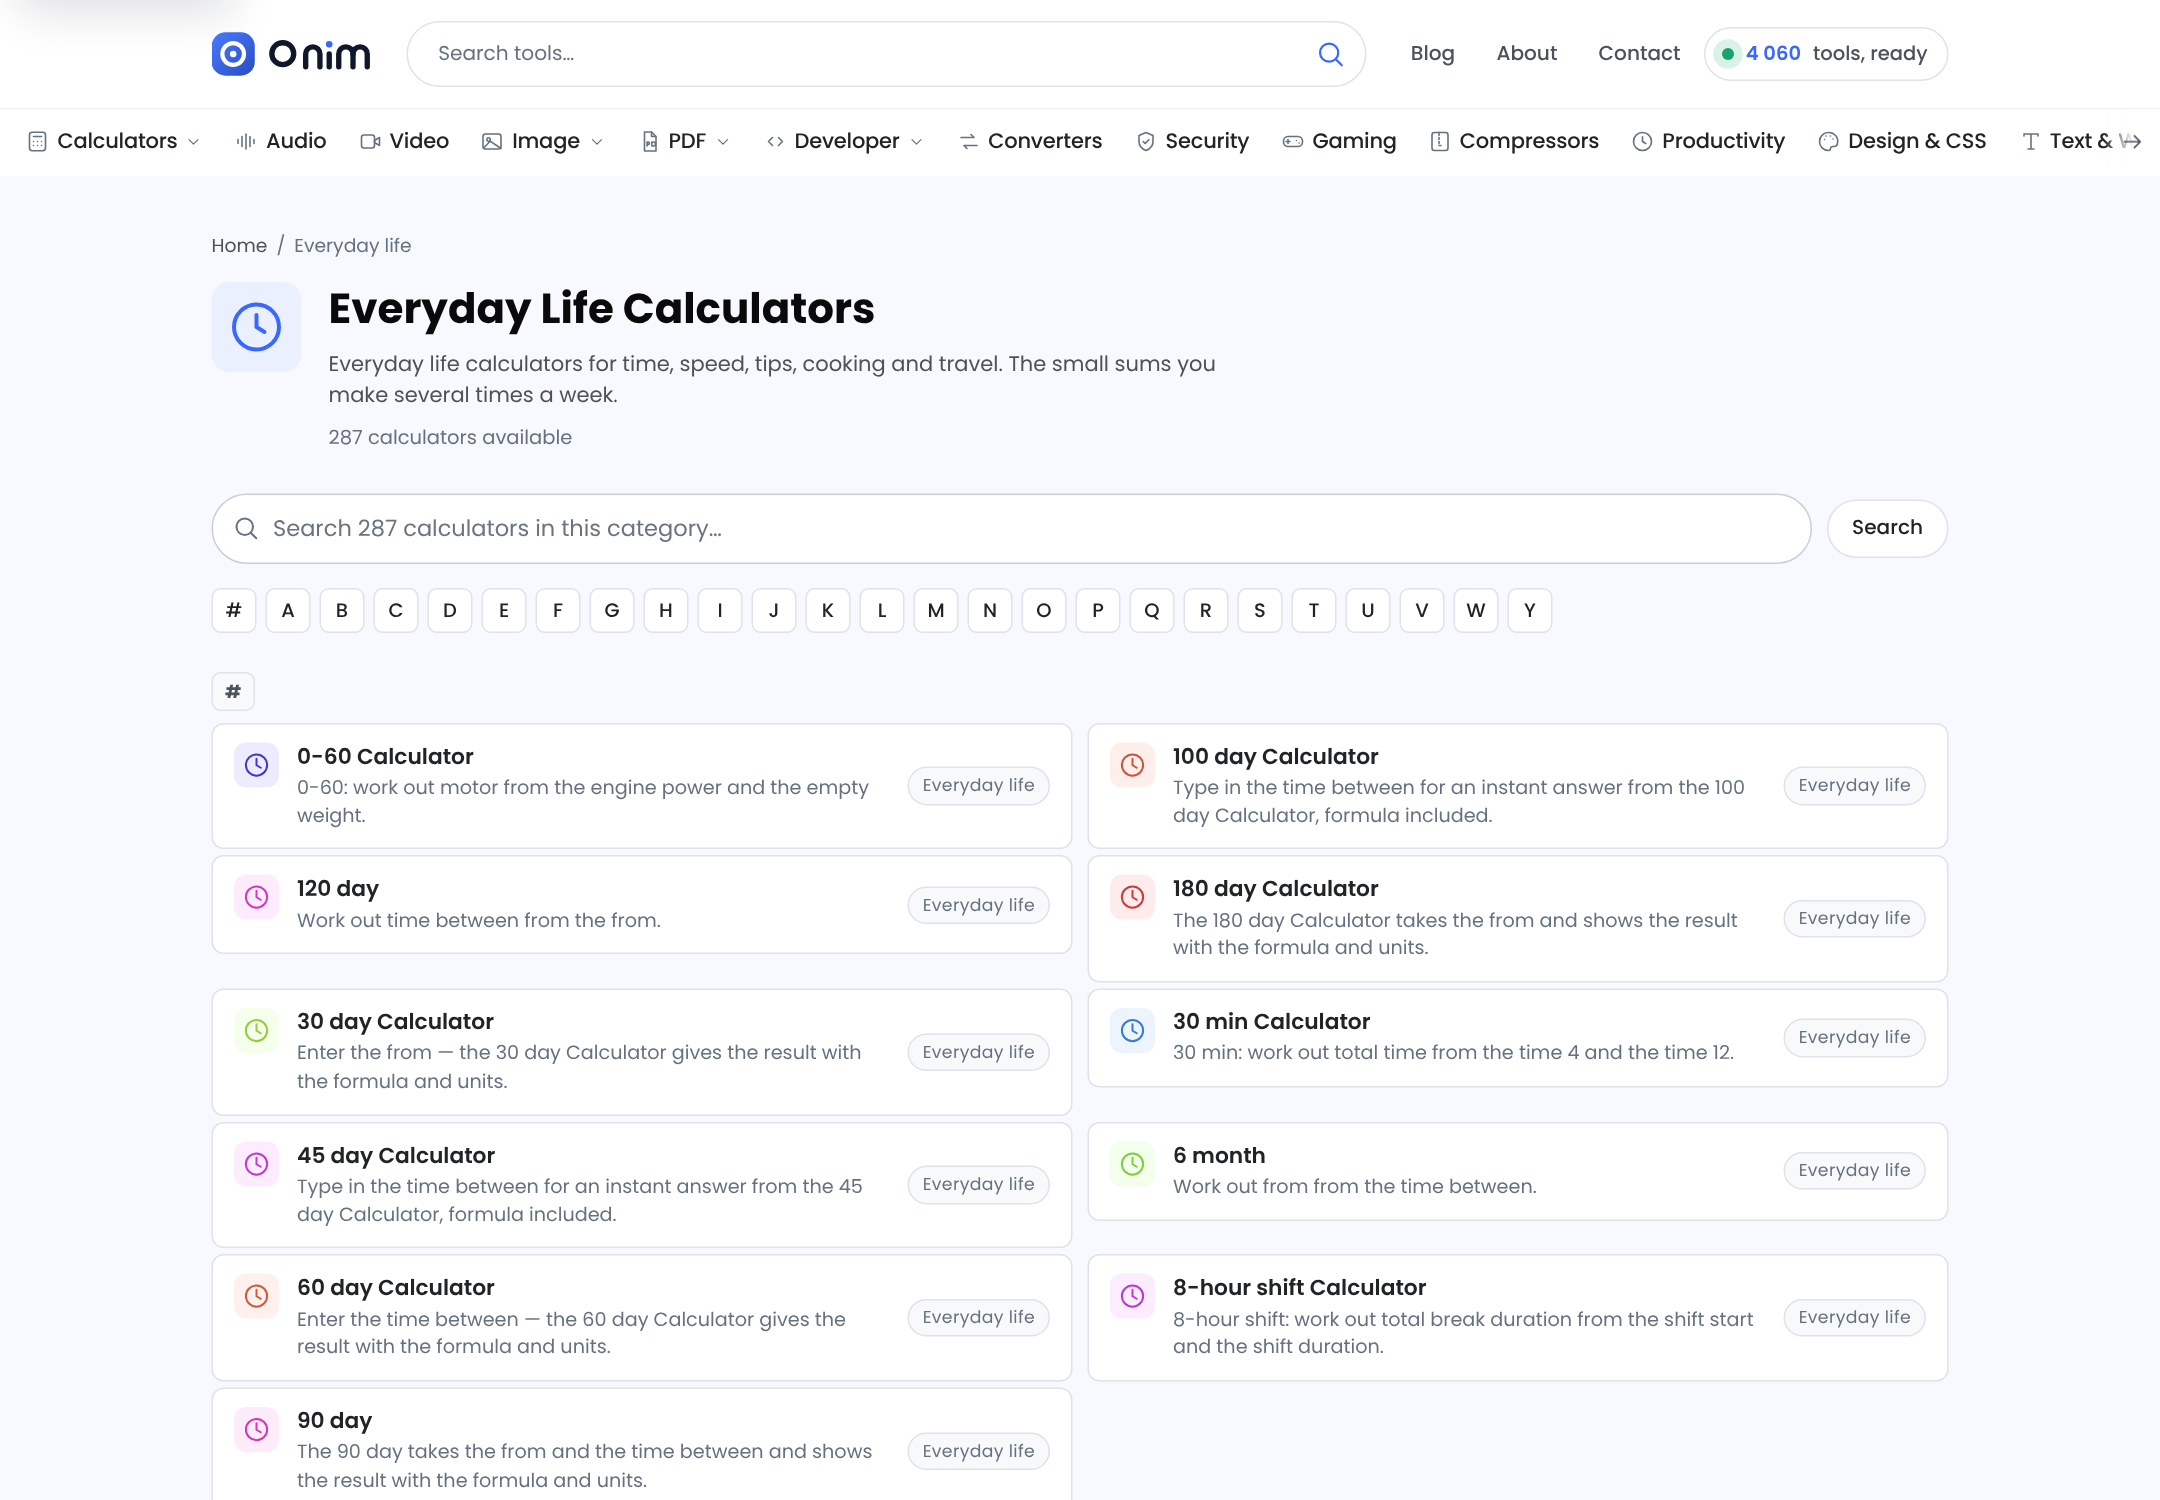 Onim
Search tools...
Blog
About
Contact
4 060 tools, ready
Calculators
Audio
Video
Image
PDF
Developer
Converters
Security
Gaming
Compressors
Productivity
Design & CSS
Text &
Home / Everyday life
Everyday Life Calculators
Everyday life calculators for time, speed, tips, cooking and travel. The small sums you
make several times a week.
287 calculators available
Search 287 calculators in this category...
Search
# A B C D E F G H I J K L M N O P Q R S T U V W Y
#
0-60 Calculator
0-60: work out motor from the engine power and the empty
weight.
Everyday life
100 day Calculator
Type in the time between for an instant answer from the 100
day Calculator, formula included.
Everyday life
120 day
Work out time between from the from.
Everyday life
180 day Calculator
The 180 day Calculator takes the from and shows the result
with the formula and units.
Everyday life
30 day Calculator
Enter the from — the 30 day Calculator gives the result with
the formula and units.
Everyday life
30 min Calculator
30 min: work out total time from the time 4 and the time 12.
Everyday life
45 day Calculator
Type in the time between for an instant answer from the 45
day Calculator, formula included.
Everyday life
6 month
Work out from from the time between.
Everyday life
60 day Calculator
Enter the time between — the 60 day Calculator gives the
result with the formula and units.
Everyday life
8-hour shift Calculator
8-hour shift: work out total break duration from the shift start
and the shift duration.
Everyday life
90 day
The 90 day takes the from and the time between and shows
the result with the formula and units.
Everyday life